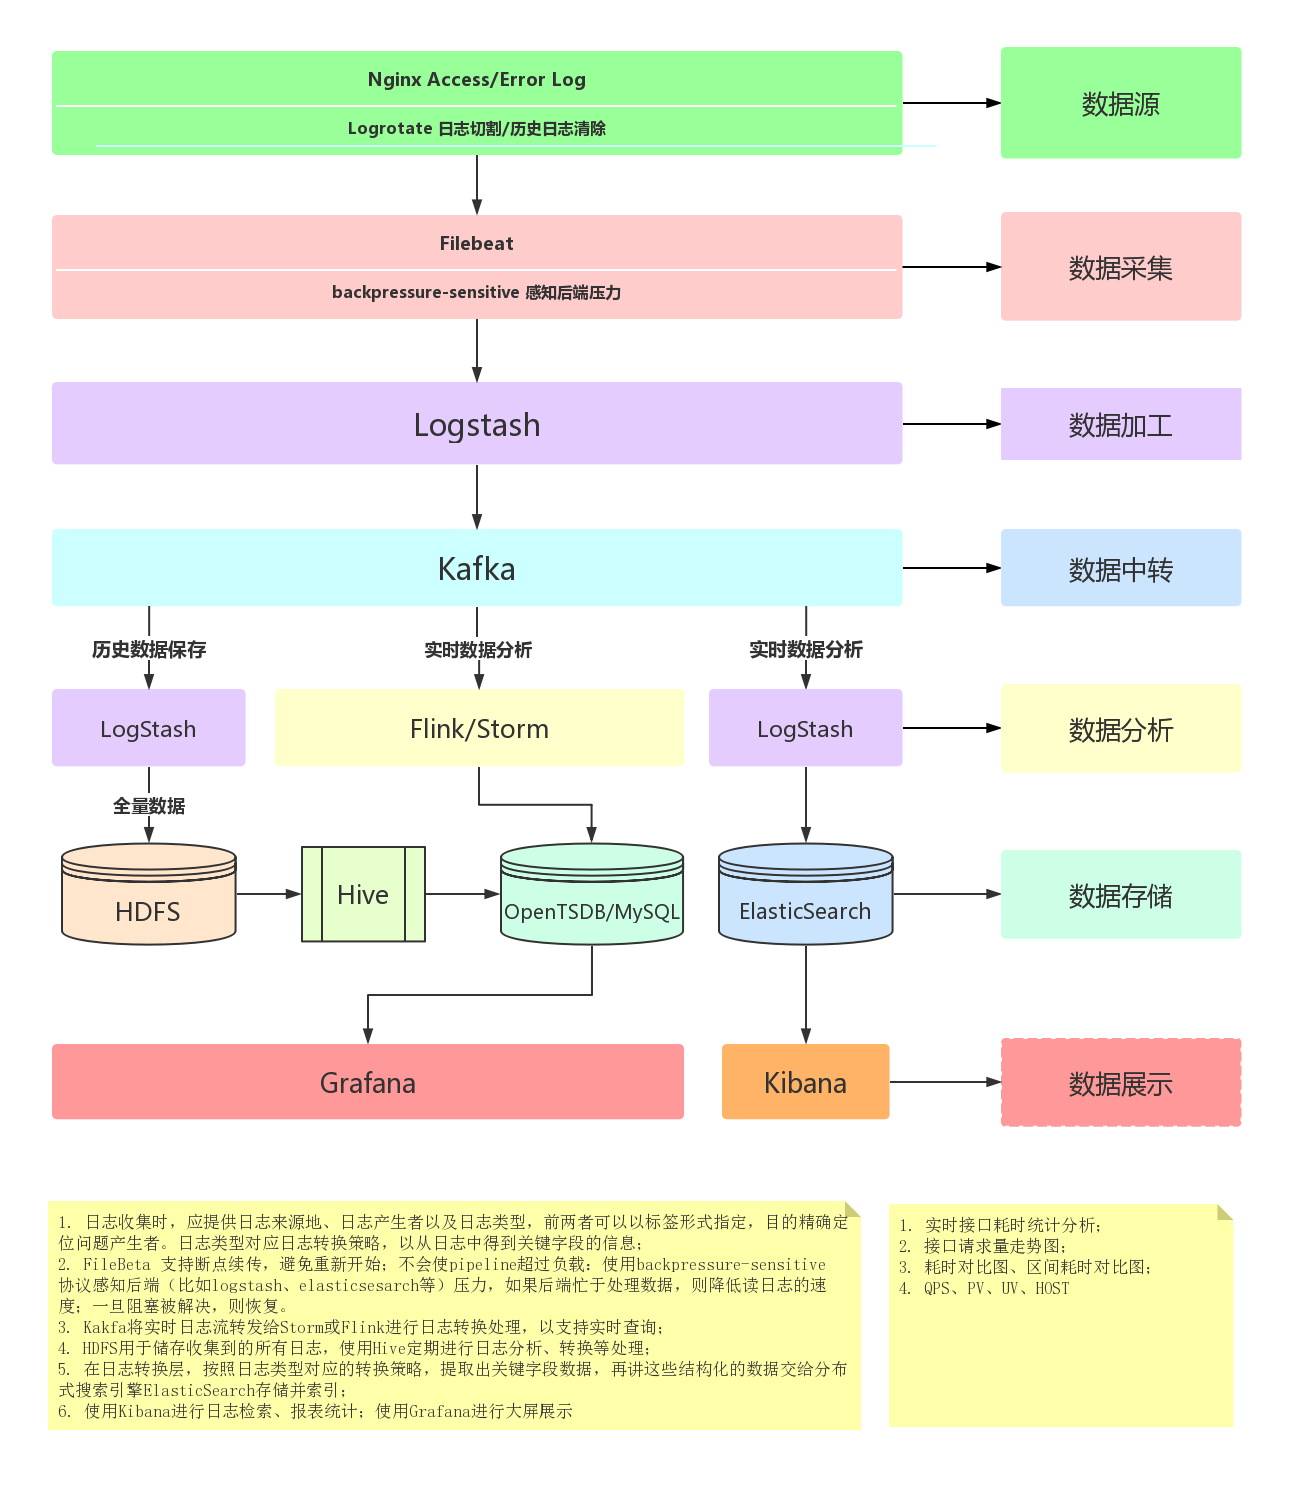 Nginx Access/Error Log
数据源
Logrotate 日志切割/历史日志清除
Filebeat
数据采集
backpressure-sensitive 感知后端压力
Logstash
数据加工
Kafka
数据中转
历史数据保存
实时数据分析
实时数据分析
LogStash
Flink/Storm
LogStash
数据分析
全量数据
HDFS
Hive
OpenTSDB/MySQL
ElasticSearch
数据存储
Grafana
Kibana
数据展示
1. 日志收集时，应提供日志来源地、日志产生者以及日志类型，前两者可以以标签形式指定，目的精确定
位问题产生者。日志类型对应日志转换策略，以从日志中得到关键字段的信息；
2. FileBeta 支持断点续传，避免重新开始；不会使pipeline超过负载：使用backpressure-sensitive
协议感知后端（比如logstash、elasticsesarch等）压力，如果后端忙于处理数据，则降低读日志的速
度；一旦阻塞被解决，则恢复。
3. Kakfa将实时日志流转发给Storm或Flink进行日志转换处理，以支持实时查询；
4. HDFS用于储存收集到的所有日志，使用Hive定期进行日志分析、转换等处理；
5. 在日志转换层，按照日志类型对应的转换策略，提取出关键字段数据，再讲这些结构化的数据交给分布
式搜索引擎ElasticSearch存储并索引；
6. 使用Kibana进行日志检索、报表统计；使用Grafana进行大屏展示
1. 实时接口耗时统计分析；
2. 接口请求量走势图；
3. 耗时对比图、区间耗时对比图；
4. QPS、PV、UV、HOST